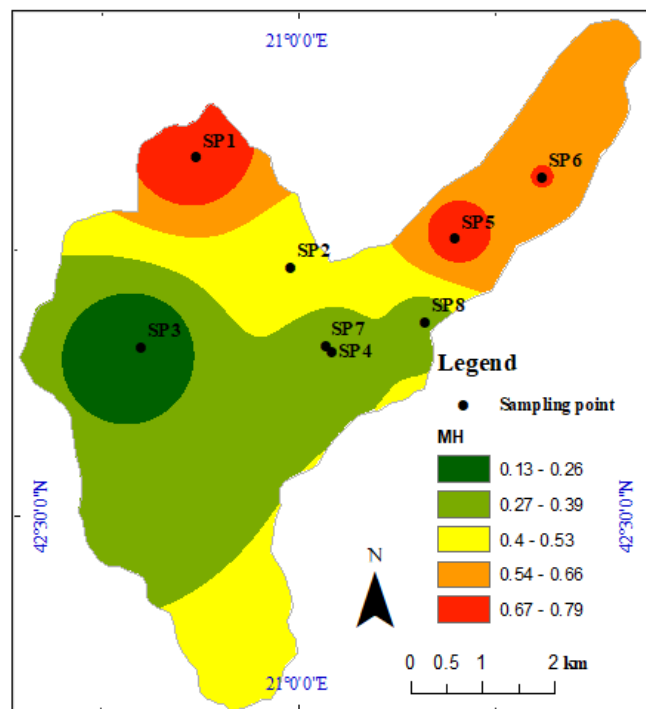 21°0'0"E
SP1
SP6
SP5
SP2
SP8
SP3
SP7
SP4
Legend
Sampling point
MH
0.13 - 0.26
0.27 - 0.39
0.4 - 0.53
0.54 - 0.66
0.67 - 0.79
42°30'0"N
42°30'0"N
N
0 0.5 1 2 km
21°0'0"E